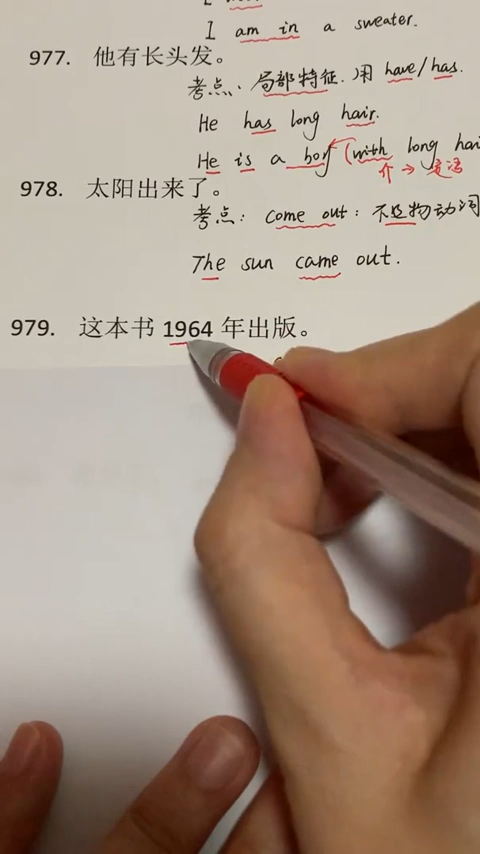 I am in a sweater.
977. 他有长头发。
考点、局部特征. 用 have/has.
He has long hair.
He is a boy (with long hai
介→宾语
978. 太阳出来了。
考点: come out: 不及物动词
The sun came out.
979. 这本书 1964 年出版。